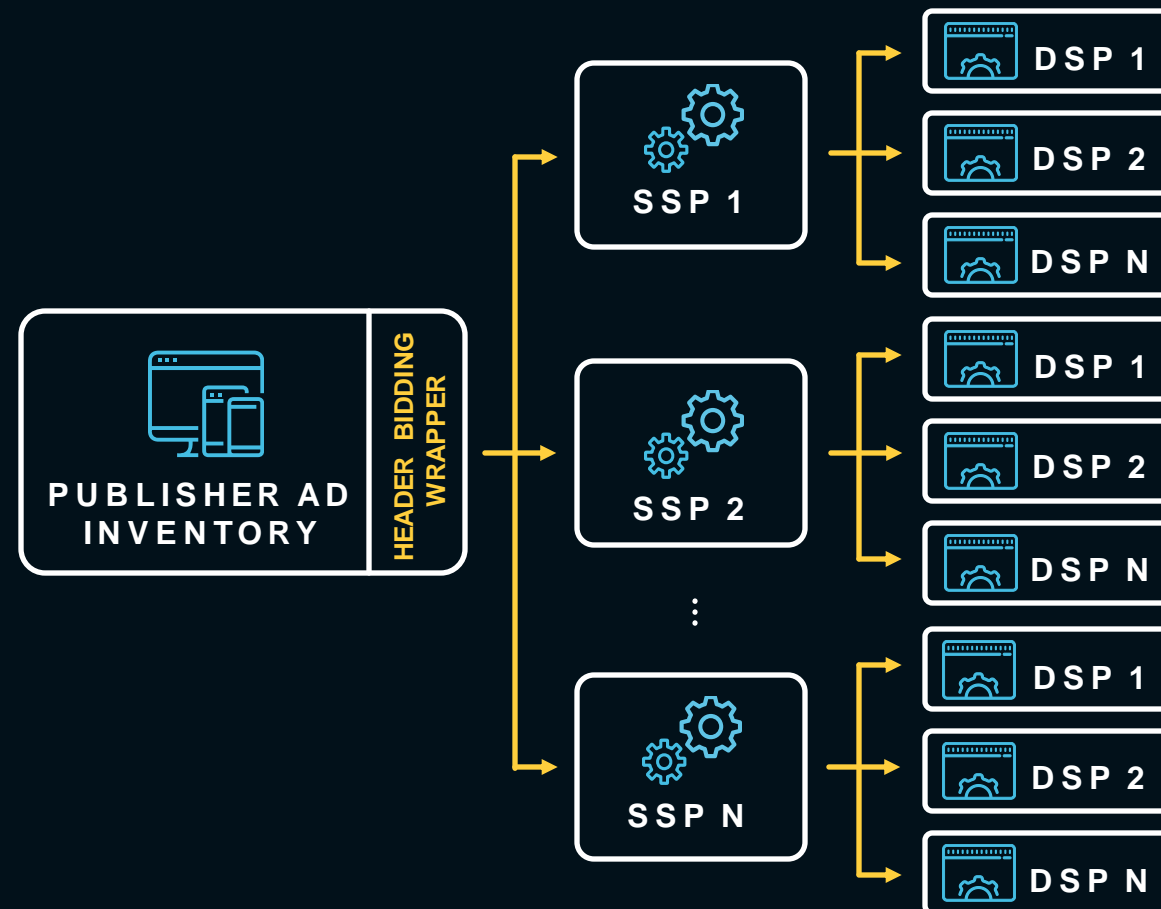 PUBLISHER AD
INVENTORY
HEADER BIDDING
WRAPPER
SSP 1
DSP 1
DSP 2
DSP N
SSP 2
DSP 1
DSP 2
DSP N
⋮
SSP N
DSP 1
DSP 2
DSP N